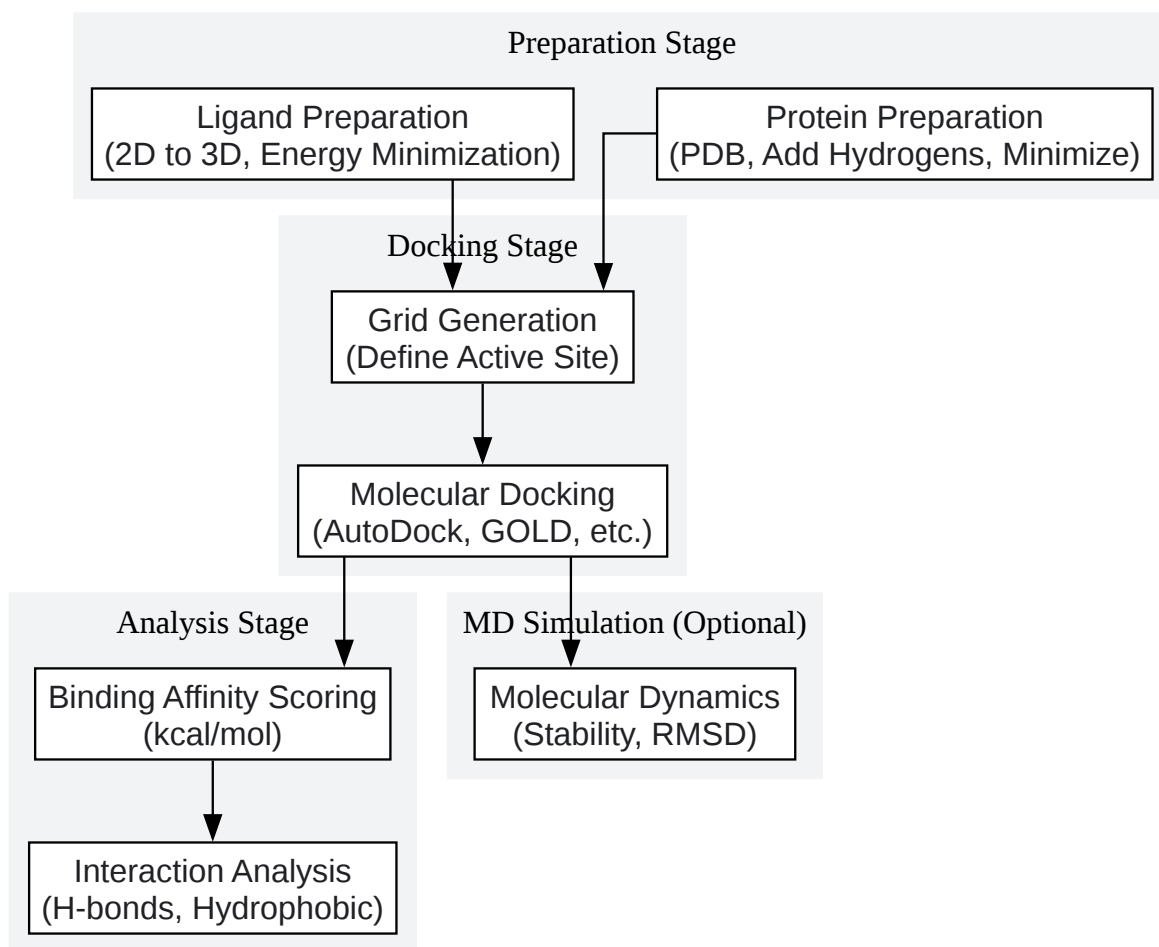 Preparation Stage
Ligand Preparation
(2D to 3D, Energy Minimization)
Protein Preparation
(PDB, Add Hydrogens, Minimize)
Docking Stage
Grid Generation
(Define Active Site)
Molecular Docking
(AutoDock, GOLD, etc.)
Analysis Stage
Binding Affinity Scoring
(kcal/mol)
Interaction Analysis
(H-bonds, Hydrophobic)
MD Simulation (Optional)
Molecular Dynamics
(Stability, RMSD)